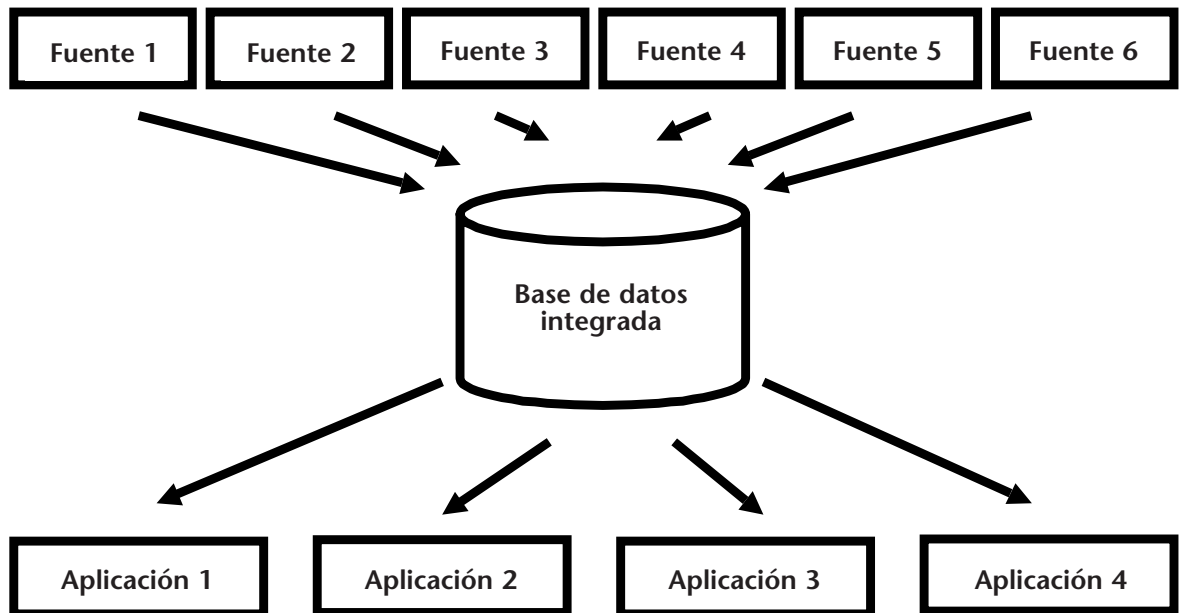 Fuente 1
Fuente 2
Fuente 3
Fuente 4
Fuente 5
Fuente 6
Base de datos
integrada
Aplicación 1
Aplicación 2
Aplicación 3
Aplicación 4